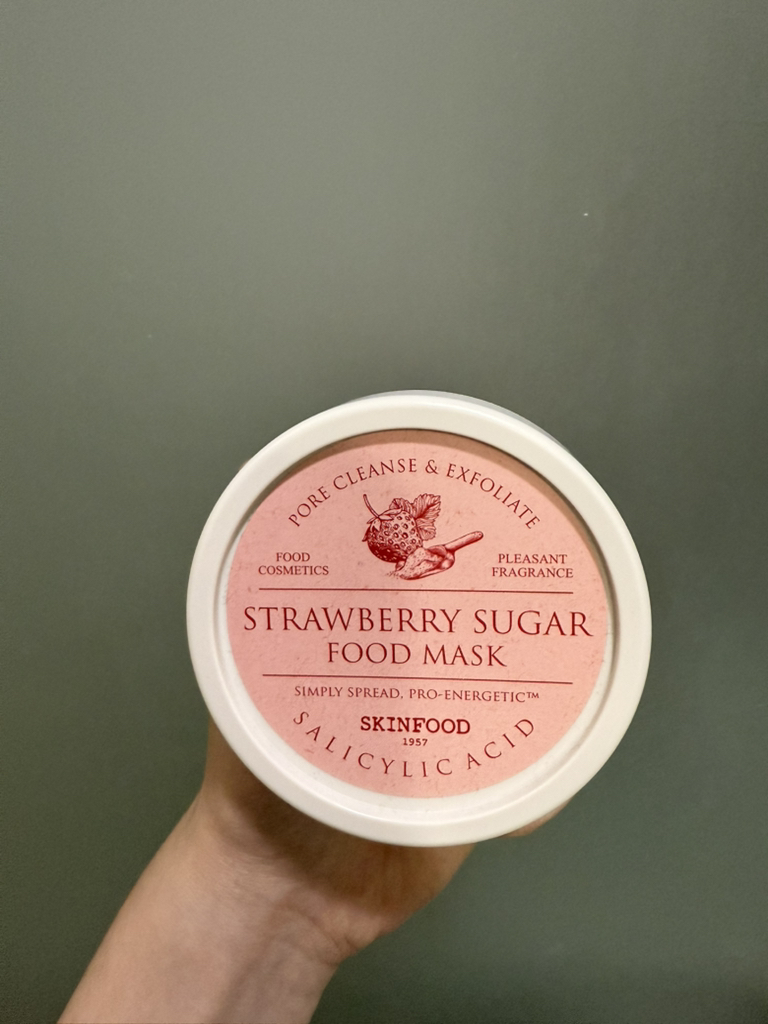 PORE CLEANSE & EXFOLIATE
FOOD
COSMETICS
PLEASANT
FRAGRANCE
STRAWBERRY SUGAR
FOOD MASK
SIMPLY SPREAD, PRO-ENERGETIC™
SKINFOOD
1957
SALICYLIC ACID